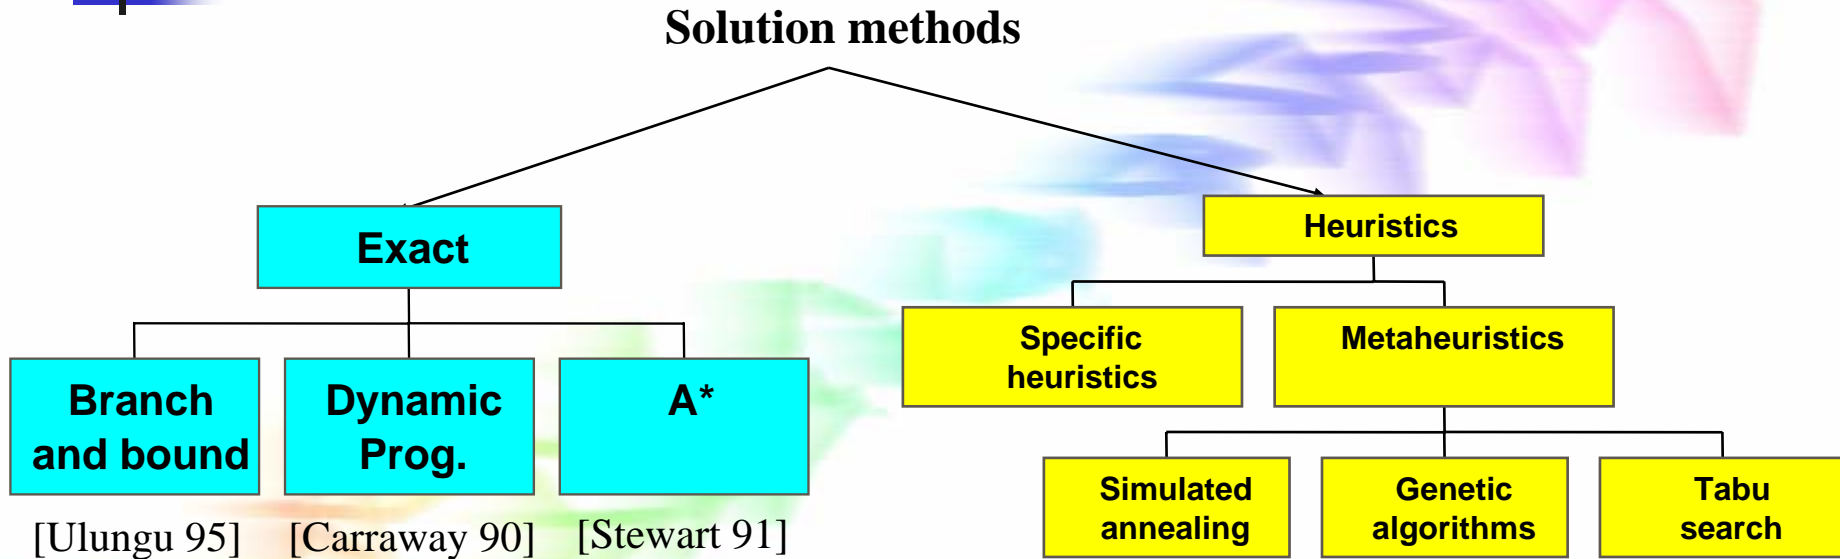 Solution methods
Exact
Heuristics
Branch
and bound
Dynamic
Prog.
A*
Specific
heuristics
Metaheuristics
Simulated
annealing
Genetic
algorithms
Tabu
search
[Ulungu 95]
[Carraway 90]
[Stewart 91]